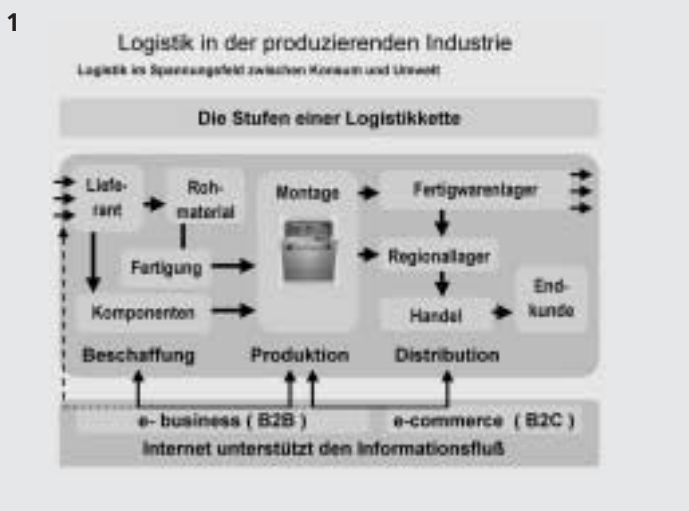 1
Logistik in der produzierenden Industrie
Logistik im Spannungsfeld zwischen Konsum und Umwelt
Die Stufen einer Logistikkette
Liefe-
rant
Roh-
material
Montage
Fertigwarenlager
Fertigung
Regionallager
Komponenten
Handel
End-
kunde
Beschaffung
Produktion
Distribution
e- business ( B2B )
e-commerce ( B2C )
Internet unterstützt den Informationsfluß